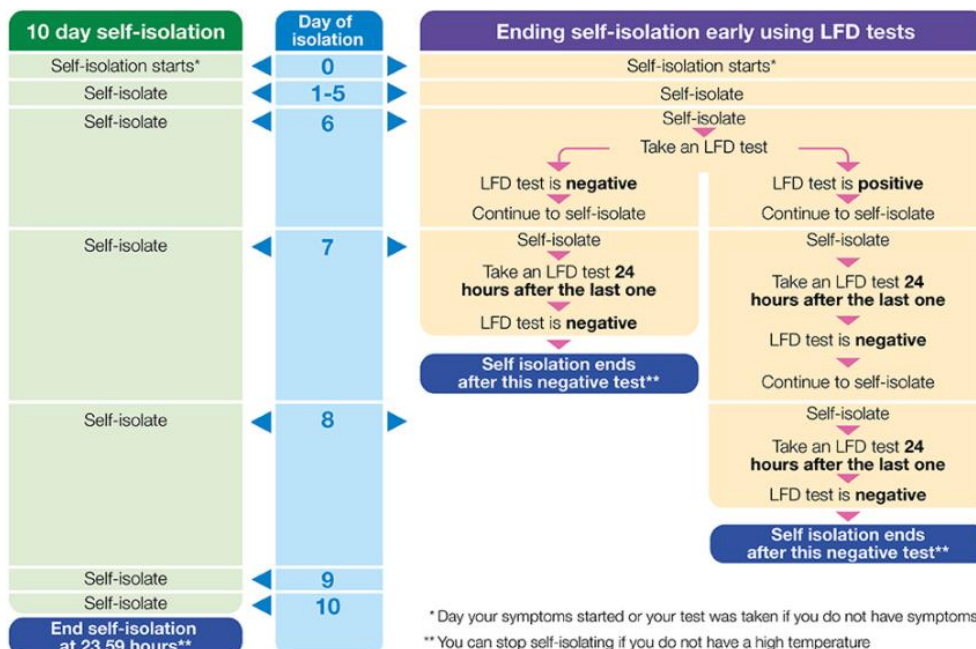 10 day self-isolation
Day of
isolation
Ending self-isolation early using LFD tests
Self-isolation starts*
0
Self-isolation starts*
Self-isolate
1-5
Self-isolate
Self-isolate
6
Self-isolate
Take an LFD test
LFD test is negative
LFD test is positive
Continue to self-isolate
Continue to self-isolate
Self-isolate
7
Self-isolate
Self-isolate
Take an LFD test 24
hours after the last one
LFD test is negative
Self isolation ends
after this negative test**
Take an LFD test 24
hours after the last one
LFD test is negative
Continue to self-isolate
Self-isolate
8
Self-isolate
Take an LFD test 24
hours after the last one
LFD test is negative
Self isolation ends
after this negative test**
Self-isolate
9
Self-isolate
10
End self-isolation
at 23.59 hours**
* Day your symptoms started or your test was taken if you do not have symptoms
** You can stop self-isolating if you do not have a high temperature